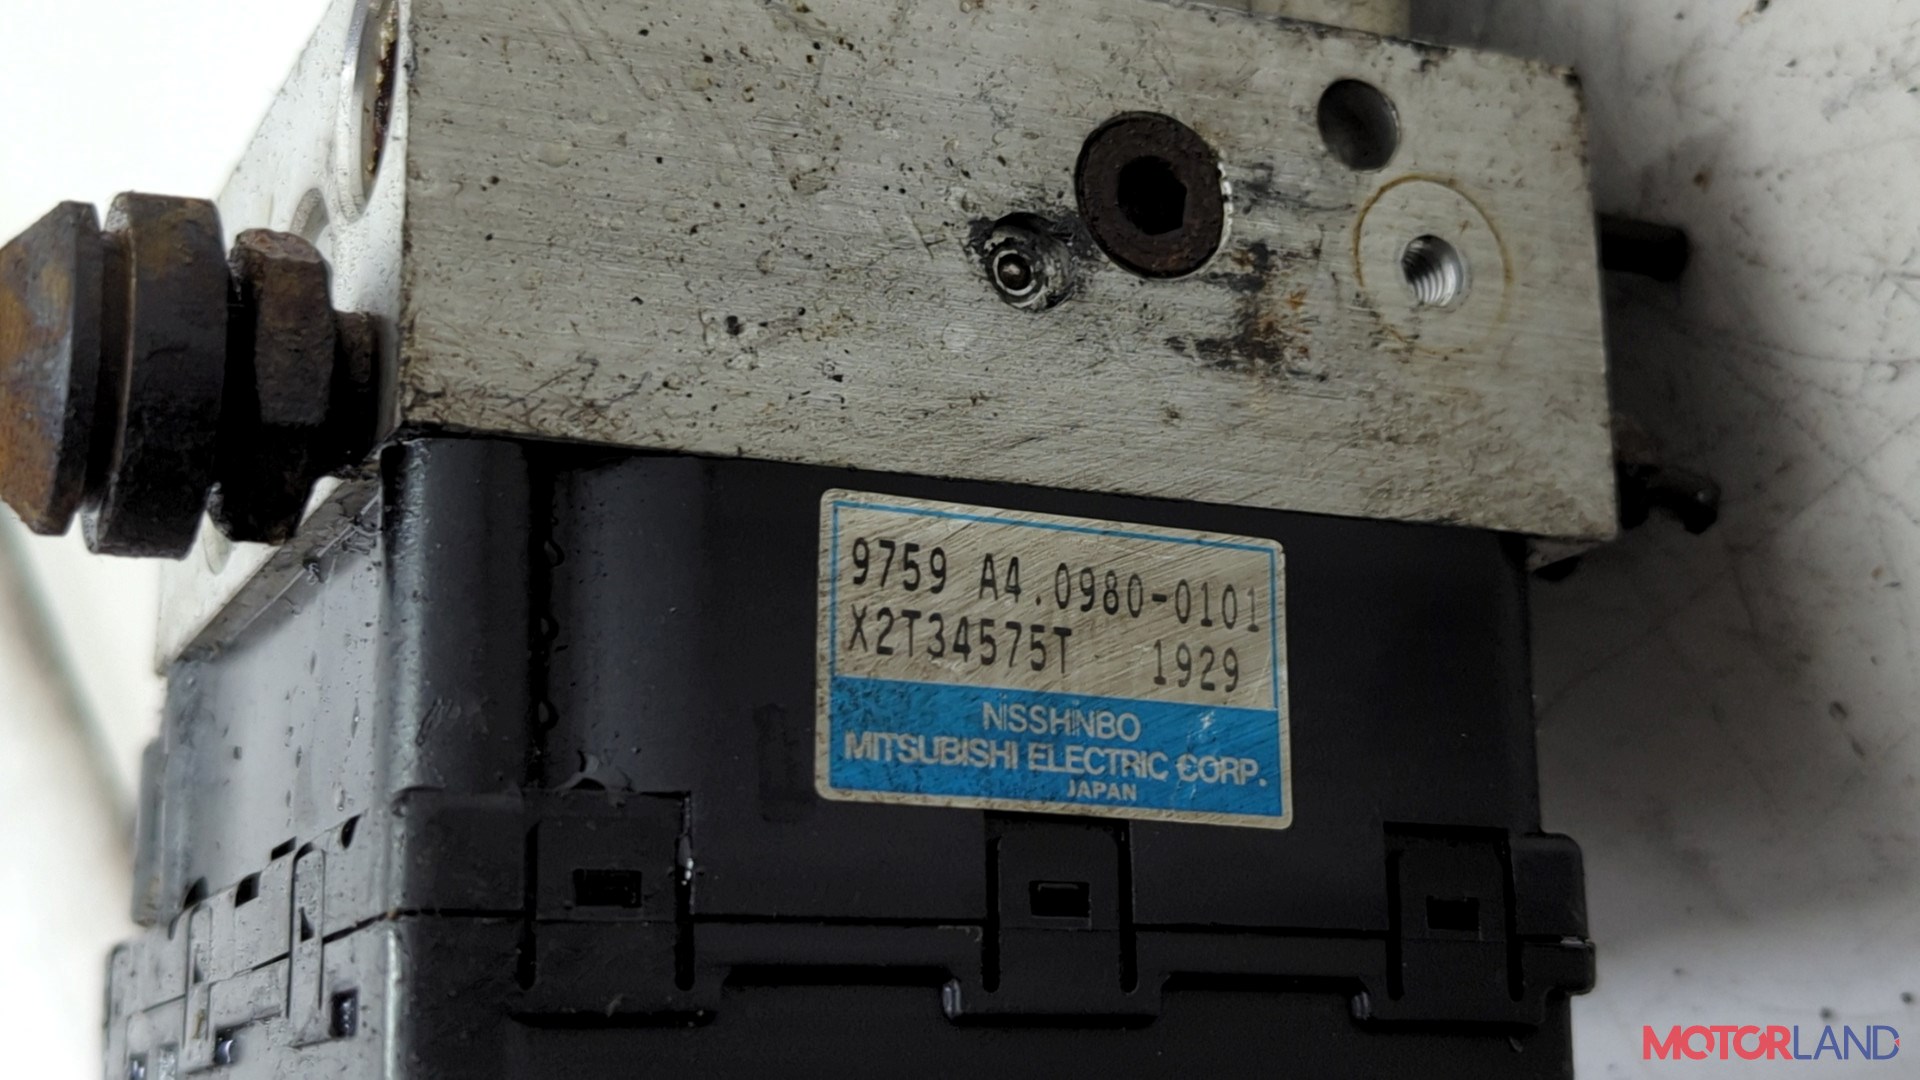 9759 A4.0980-0101
X2T34575T 1929
NISSHINBO
MITSUBISHI ELECTRIC CORP.
JAPAN
MOTORLAND